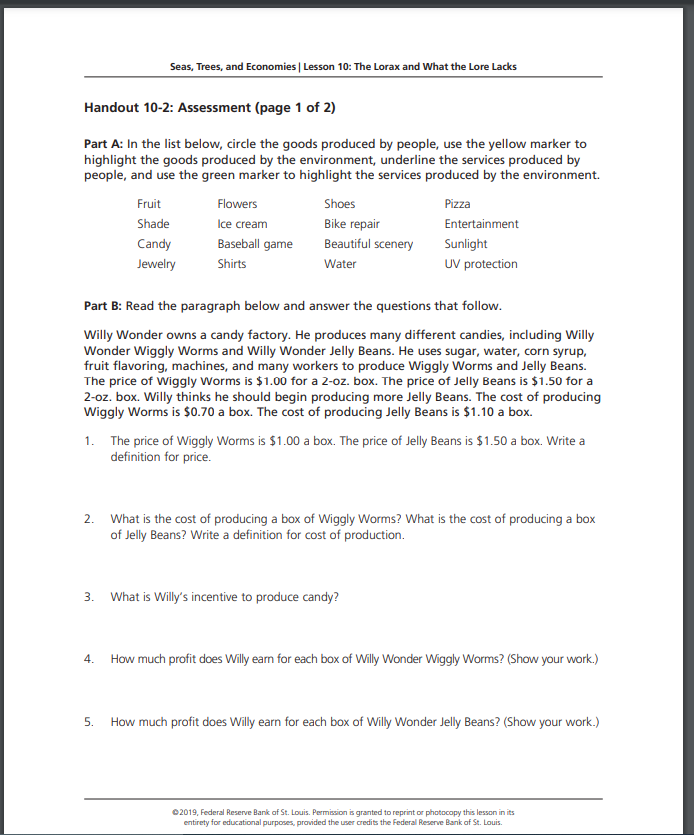 Seas, Trees, and Economies | Lesson 10: The Lorax and What the Lore Lacks
Handout 10-2: Assessment (page 1 of 2)
Part A: In the list below, circle the goods produced by people, use the yellow marker to
highlight the goods produced by the environment, underline the services produced by
people, and use the green marker to highlight the services produced by the environment.
Fruit Flowers Shoes Pizza
Shade Ice cream Bike repair Entertainment
Candy Baseball game Beautiful scenery Sunlight
Jewelry Shirts Water UV protection
Part B: Read the paragraph below and answer the questions that follow.
Willy Wonder owns a candy factory. He produces many different candies, including Willy
Wonder Wiggly Worms and Willy Wonder Jelly Beans. He uses sugar, water, corn syrup,
fruit flavoring, machines, and many workers to produce Wiggly Worms and Jelly Beans.
The price of Wiggly Worms is $1.00 for a 2-oz. box. The price of Jelly Beans is $1.50 for a
2-oz. box. Willy thinks he should begin producing more Jelly Beans. The cost of producing
Wiggly Worms is $0.70 a box. The cost of producing Jelly Beans is $1.10 a box.
1. The price of Wiggly Worms is $1.00 a box. The price of Jelly Beans is $1.50 a box. Write a
definition for price.
2. What is the cost of producing a box of Wiggly Worms? What is the cost of producing a box
of Jelly Beans? Write a definition for cost of production.
3. What is Willy's incentive to produce candy?
4. How much profit does Willy earn for each box of Willy Wonder Wiggly Worms? (Show your work.)
5. How much profit does Willy earn for each box of Willy Wonder Jelly Beans? (Show your work.)
©2019, Federal Reserve Bank of St. Louis. Permission is granted to reprint or photocopy this lesson in its
entirety for educational purposes, provided the user credits the Federal Reserve Bank of St. Louis.